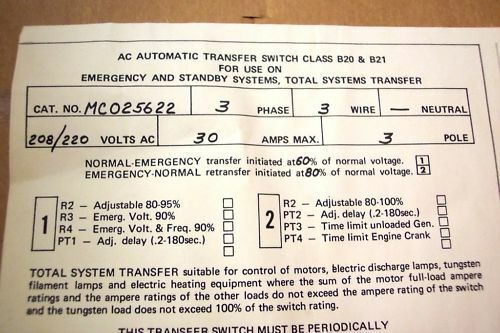 AC AUTOMATIC TRANSFER SWITCH CLASS B20 & B21
FOR USE ON
EMERGENCY AND STANDBY SYSTEMS, TOTAL SYSTEMS TRANSFER
CAT. NO. MC025622 3 PHASE 3 WIRE — NEUTRAL
208/220 VOLTS AC 30 AMPS MAX. 3 POLE
NORMAL-EMERGENCY transfer initiated at 60% of normal voltage. 1
EMERGENCY-NORMAL retransfer initiated at 80% of normal voltage. 2
1
R2 – Adjustable 80-95%
R3 – Emerg. Volt. 90%
R4 – Emerg. Volt. & Freq. 90%
PT1 – Adj. delay (.2-180sec.)
2
R2 – Adjustable 80-100%
PT2 – Adj. delay (.2-180sec.)
PT3 – Time limit unloaded Gen.
PT4 – Time limit Engine Crank
TOTAL SYSTEM TRANSFER suitable for control of motors, electric discharge lamps, tungsten
filament lamps and electric heating equipment where the sum of the motor full-load ampere
ratings and the ampere ratings of the other loads do not exceed the ampere rating of the switch
and the tungsten load does not exceed 100% of the switch rating.
THIS TRANSFER SWITCH MUST BE PERIODICALLY